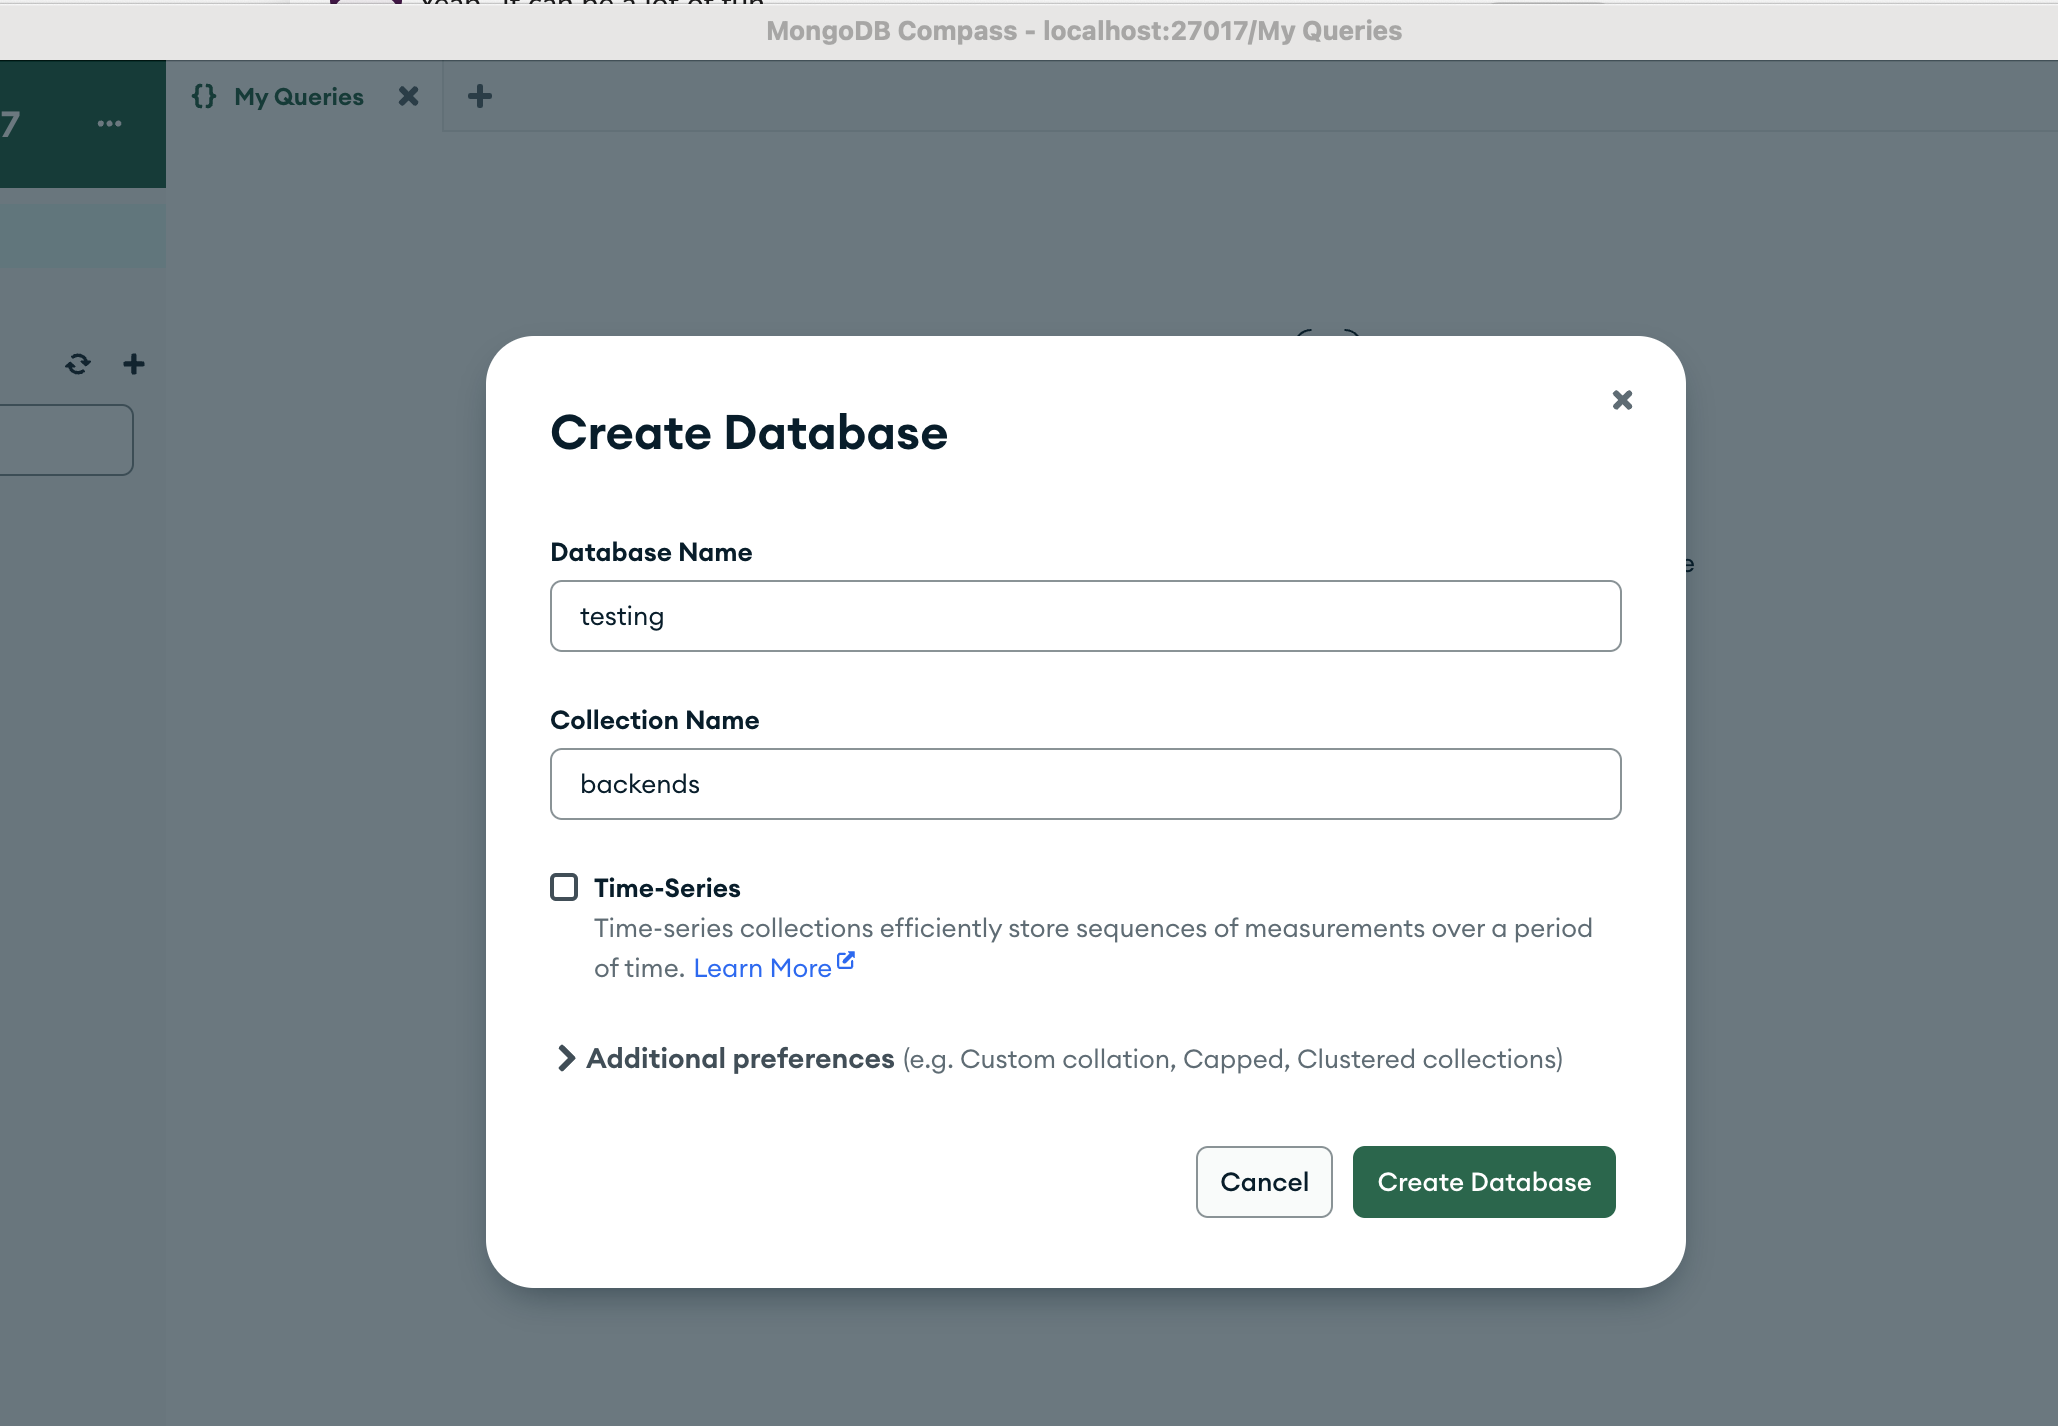 MongoDB Compass - localhost:27017/My Queries
7
{} My Queries
Create Database
Database Name
testing
Collection Name
backends
Time-Series
Time-series collections efficiently store sequences of measurements over a period
of time. Learn More
Additional preferences (e.g. Custom collation, Capped, Clustered collections)
Cancel
Create Database